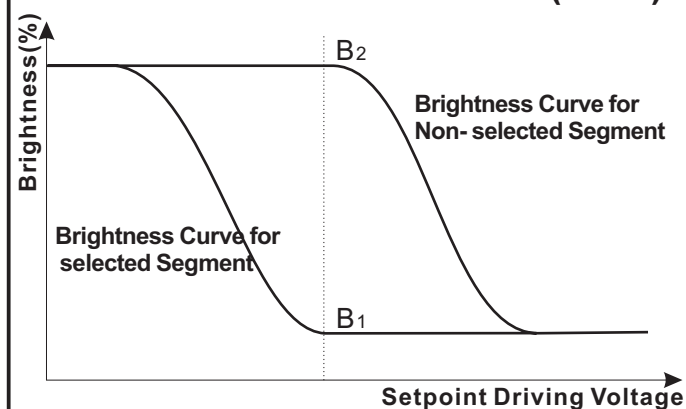 Brightness(%)
B2
Brightness Curve for
Non- selected Segment
Brightness Curve for
selected Segment
B1
Setpoint Driving Voltage